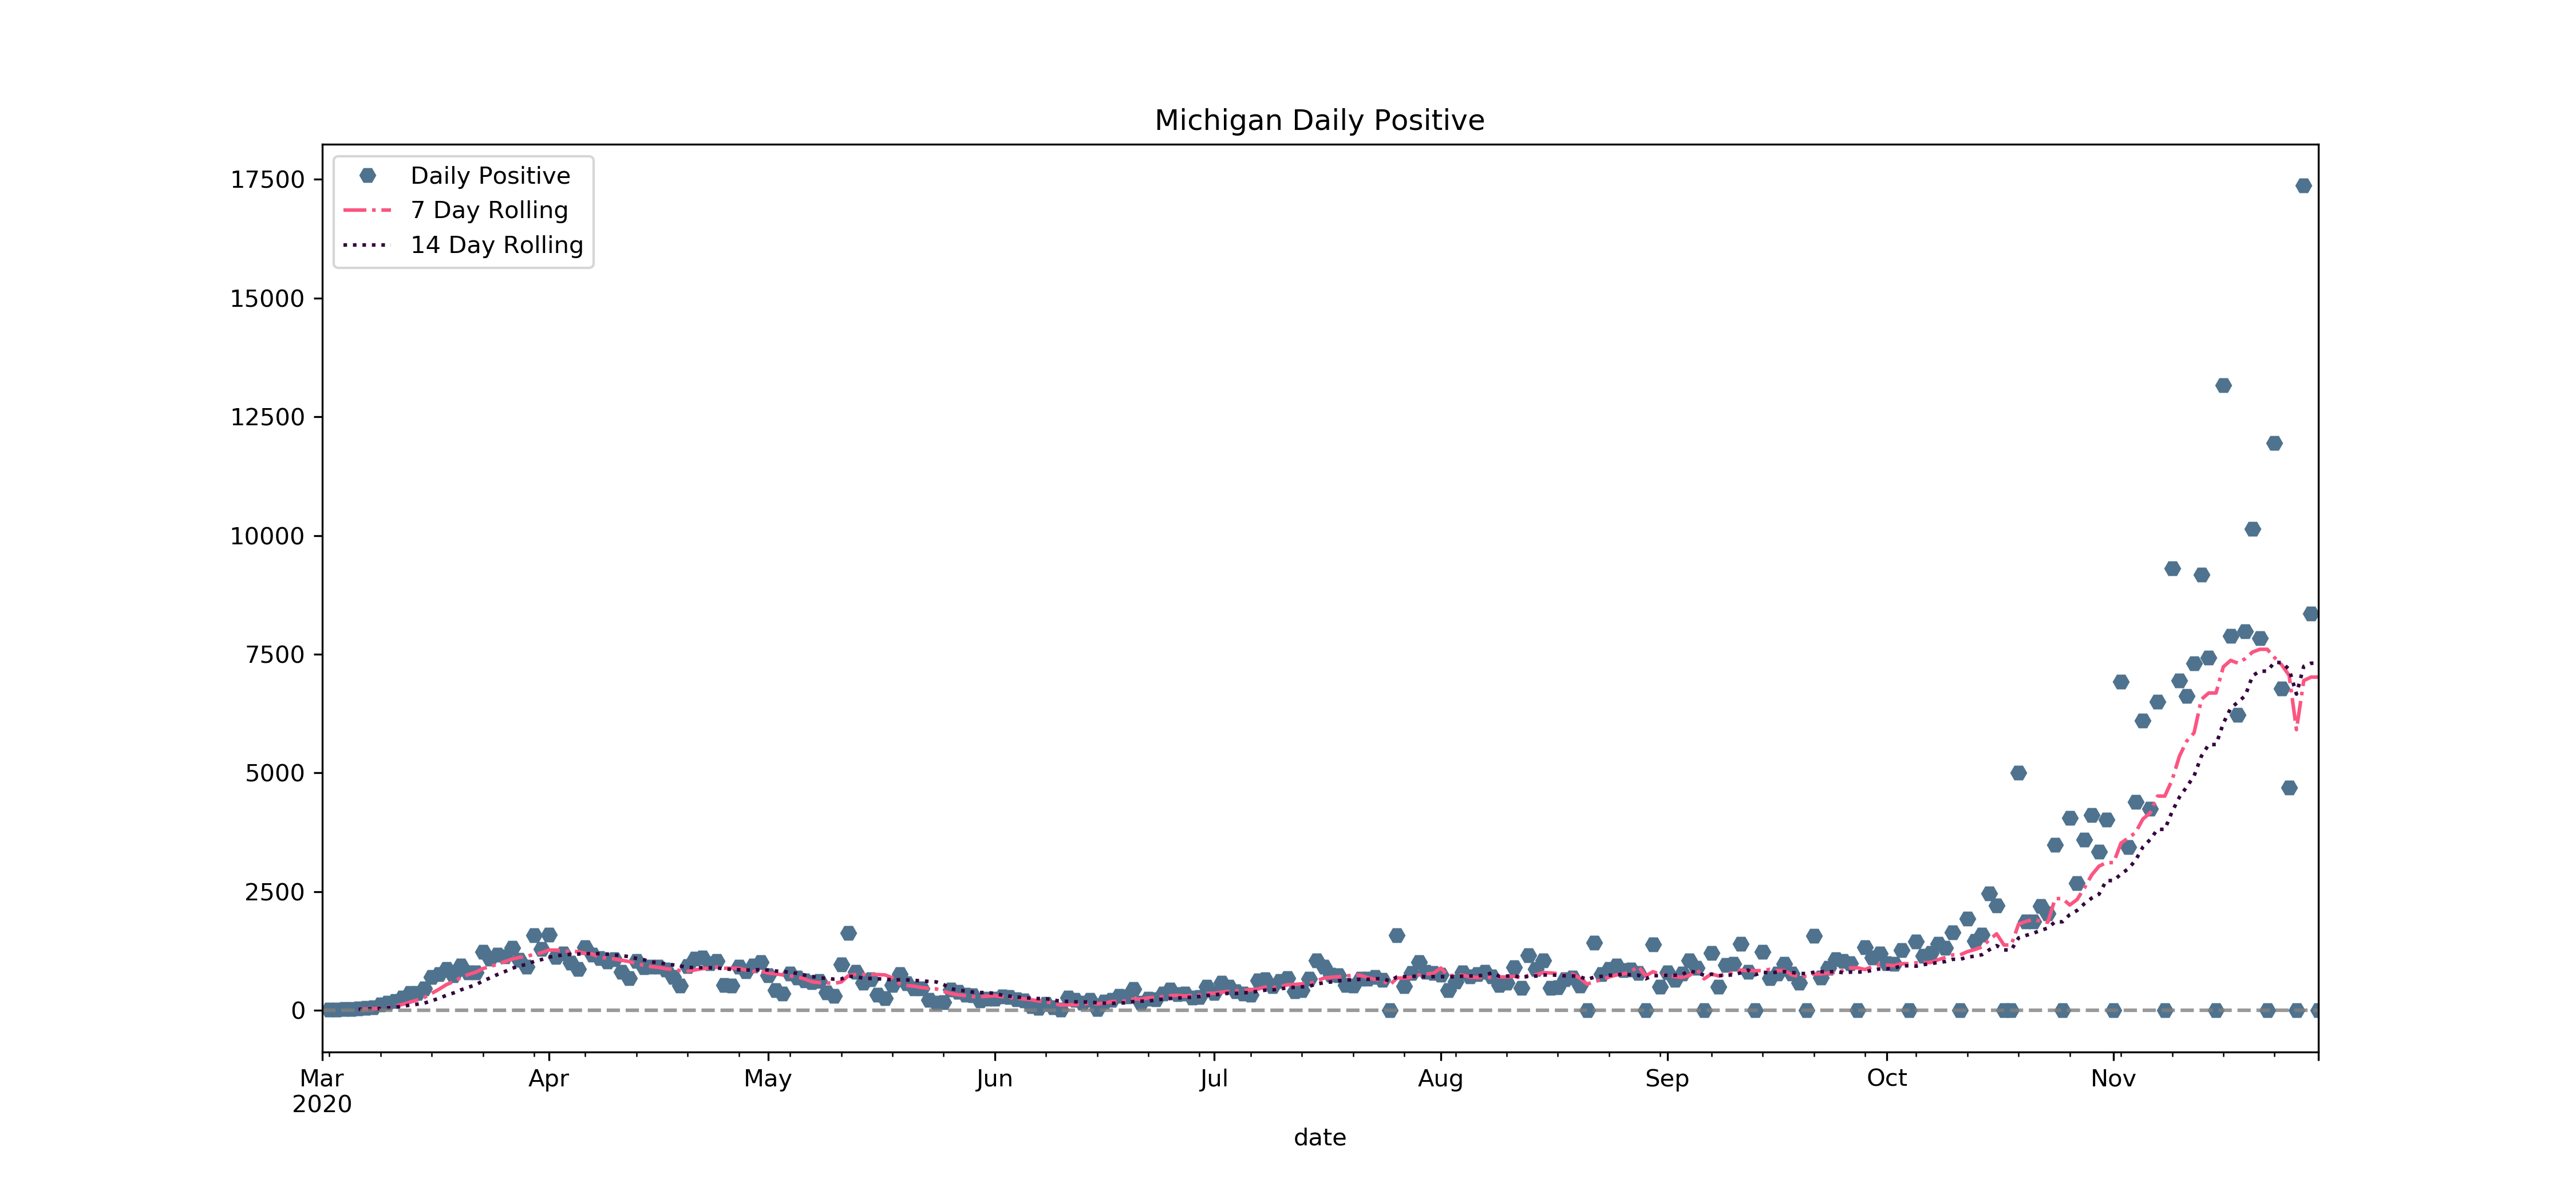 Michigan Daily Positive
Daily Positive
7 Day Rolling
14 Day Rolling
17500
15000
12500
10000
7500
5000
2500
0
Mar Apr May Jun Jul Aug Sep Oct Nov
2020
date